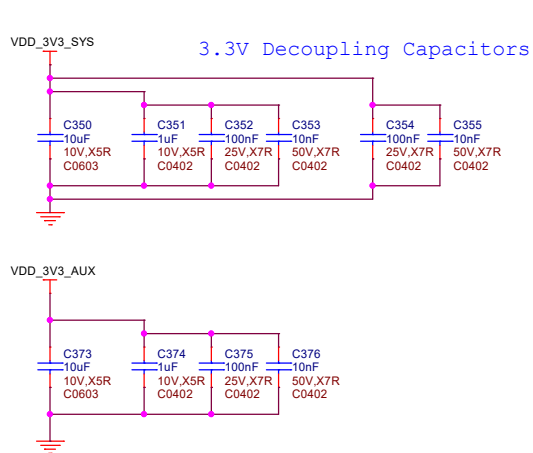 VDD_3V3_SYS
3.3V Decoupling Capacitors
C350
10uF
10V,X5R
C0603
C351
1uF
10V,X5R
C0402
C352
100nF
25V,X7R
C0402
C353
10nF
50V,X7R
C0402
C354
100nF
25V,X7R
C0402
C355
10nF
50V,X7R
C0402
VDD_3V3_AUX
C373
10uF
10V,X5R
C0603
C374
1uF
10V,X5R
C0402
C375
100nF
25V,X7R
C0402
C376
10nF
50V,X7R
C0402